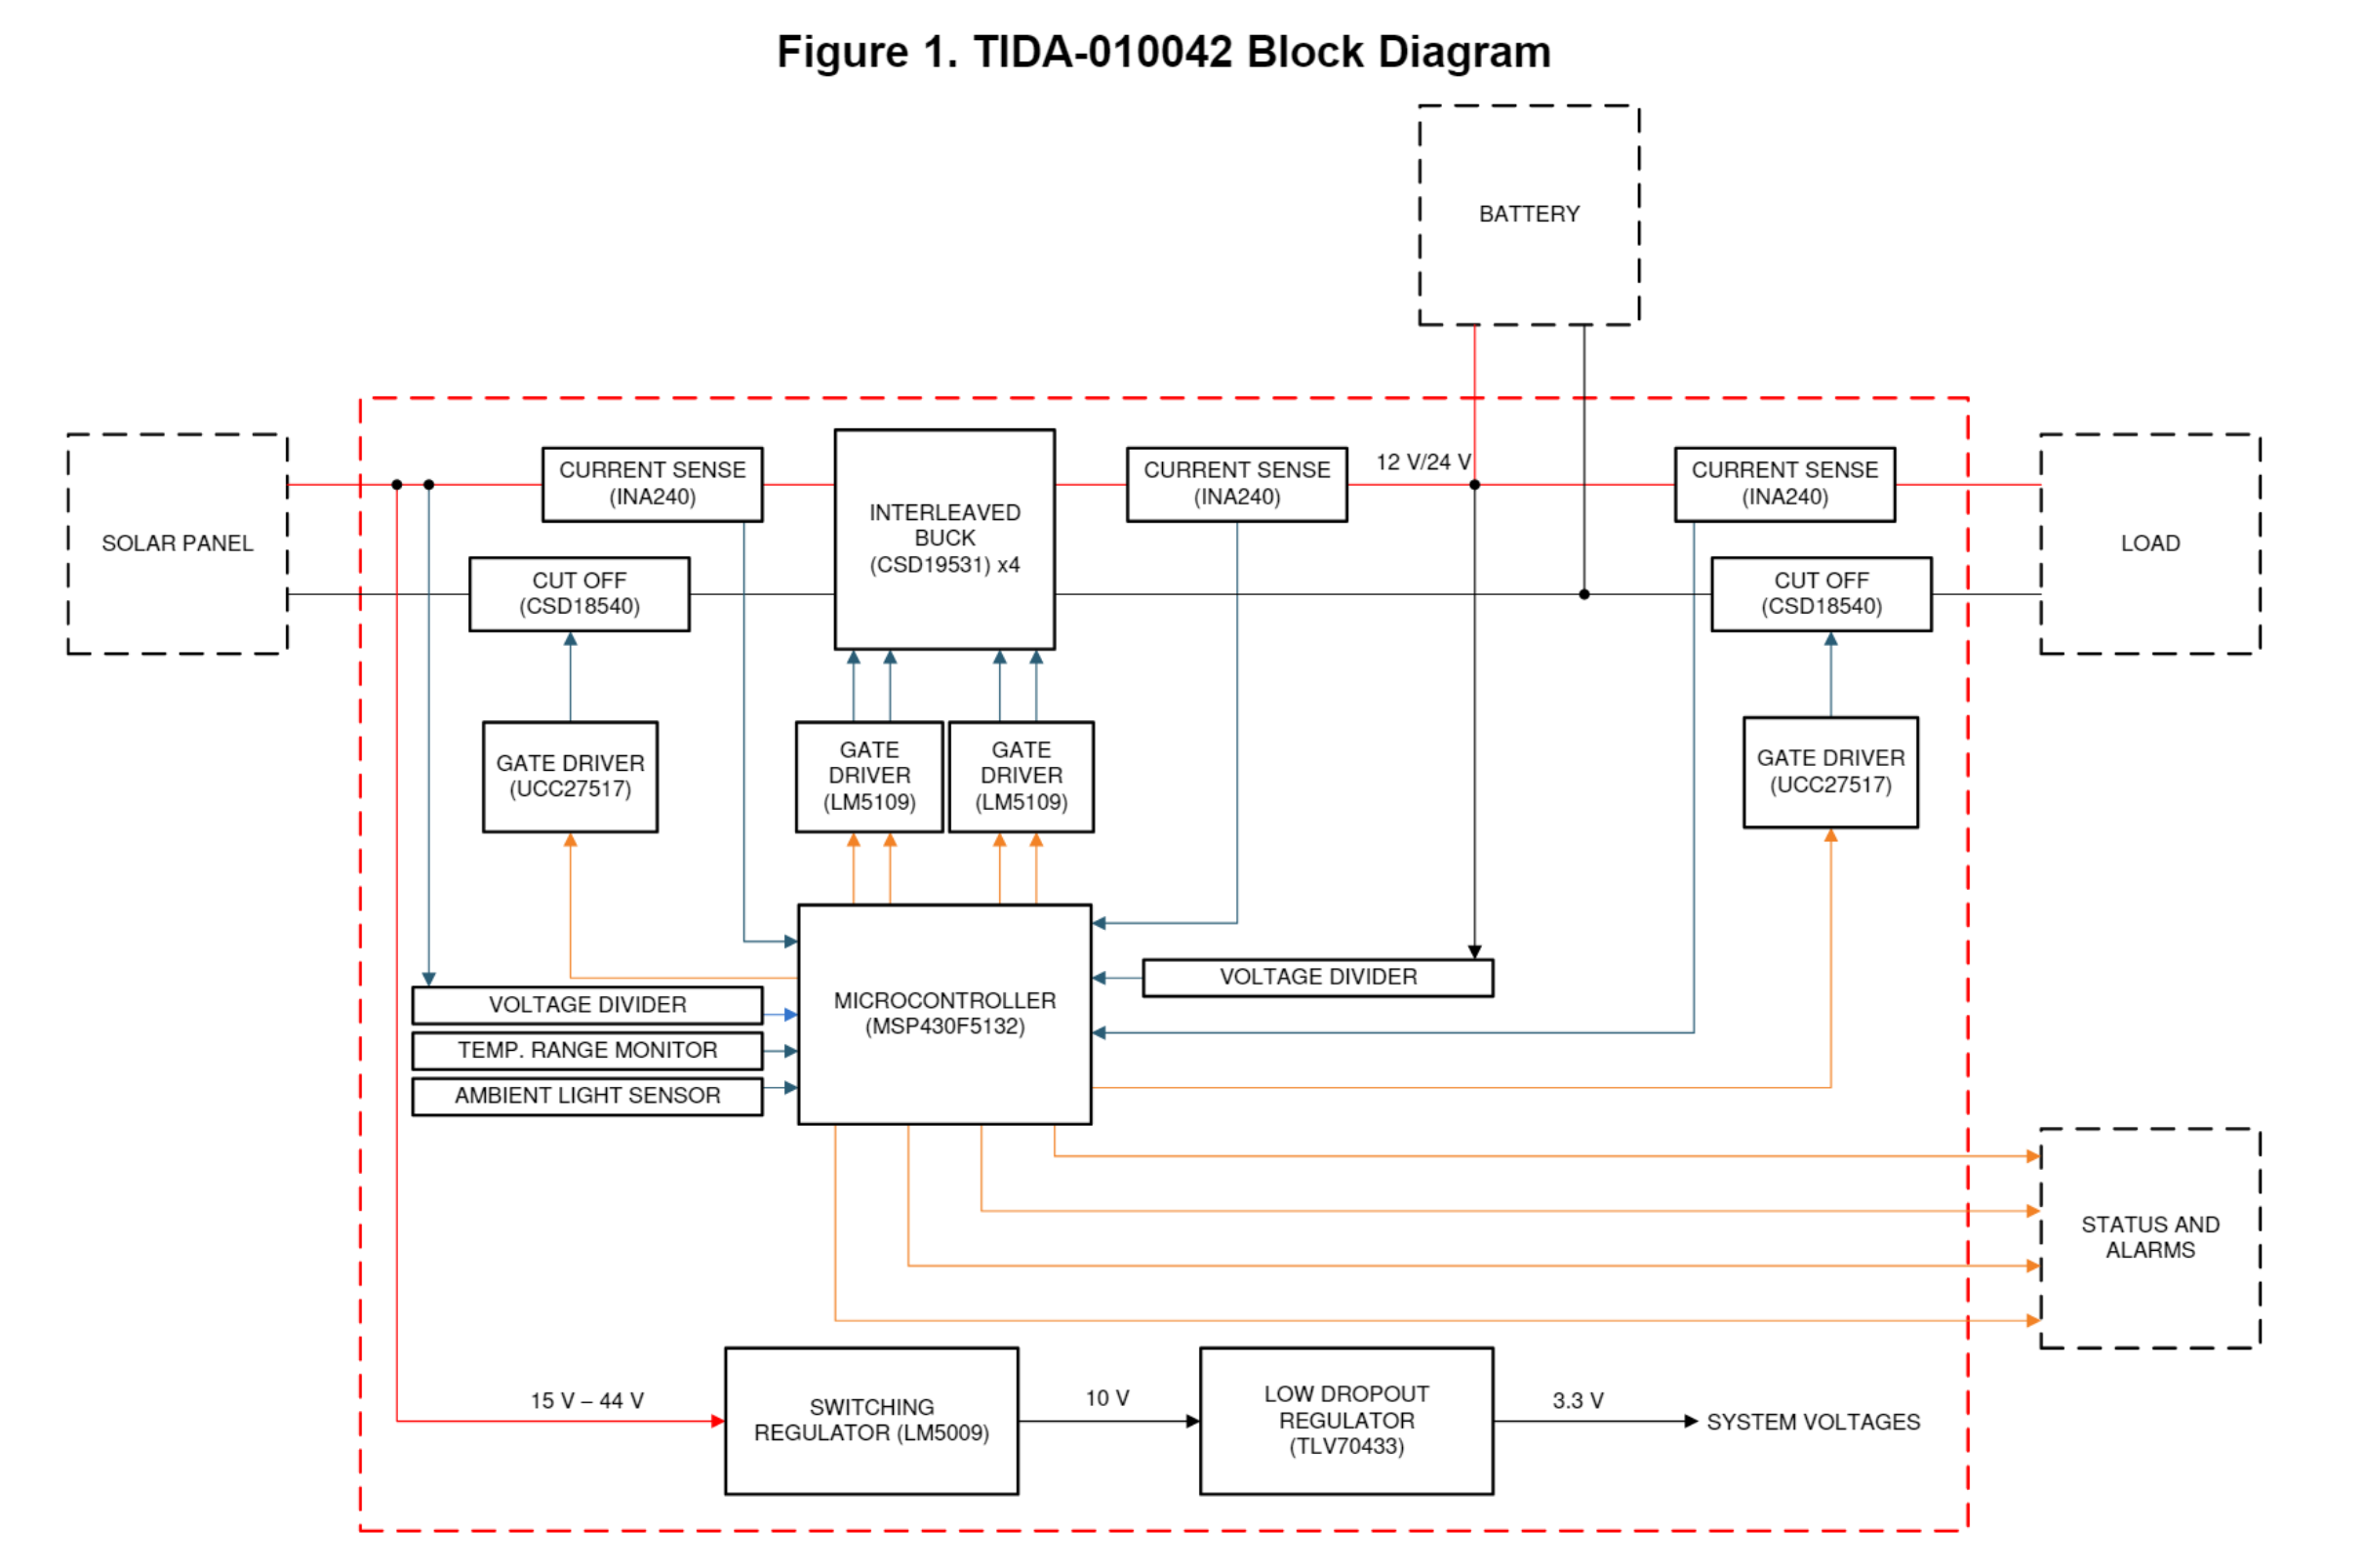 Figure 1. TIDA-010042 Block Diagram
BATTERY
SOLAR PANEL
CURRENT SENSE
(INA240)
CUT OFF
(CSD18540)
INTERLEAVED
BUCK
(CSD19531) x4
CURRENT SENSE
(INA240)
12 V/24 V
CURRENT SENSE
(INA240)
CUT OFF
(CSD18540)
LOAD
GATE DRIVER
(UCC27517)
GATE
DRIVER
(LM5109)
GATE
DRIVER
(LM5109)
GATE DRIVER
(UCC27517)
VOLTAGE DIVIDER
TEMP. RANGE MONITOR
AMBIENT LIGHT SENSOR
MICROCONTROLLER
(MSP430F5132)
VOLTAGE DIVIDER
STATUS AND
ALARMS
15 V – 44 V
SWITCHING
REGULATOR (LM5009)
10 V
LOW DROPOUT
REGULATOR
(TLV70433)
3.3 V
SYSTEM VOLTAGES